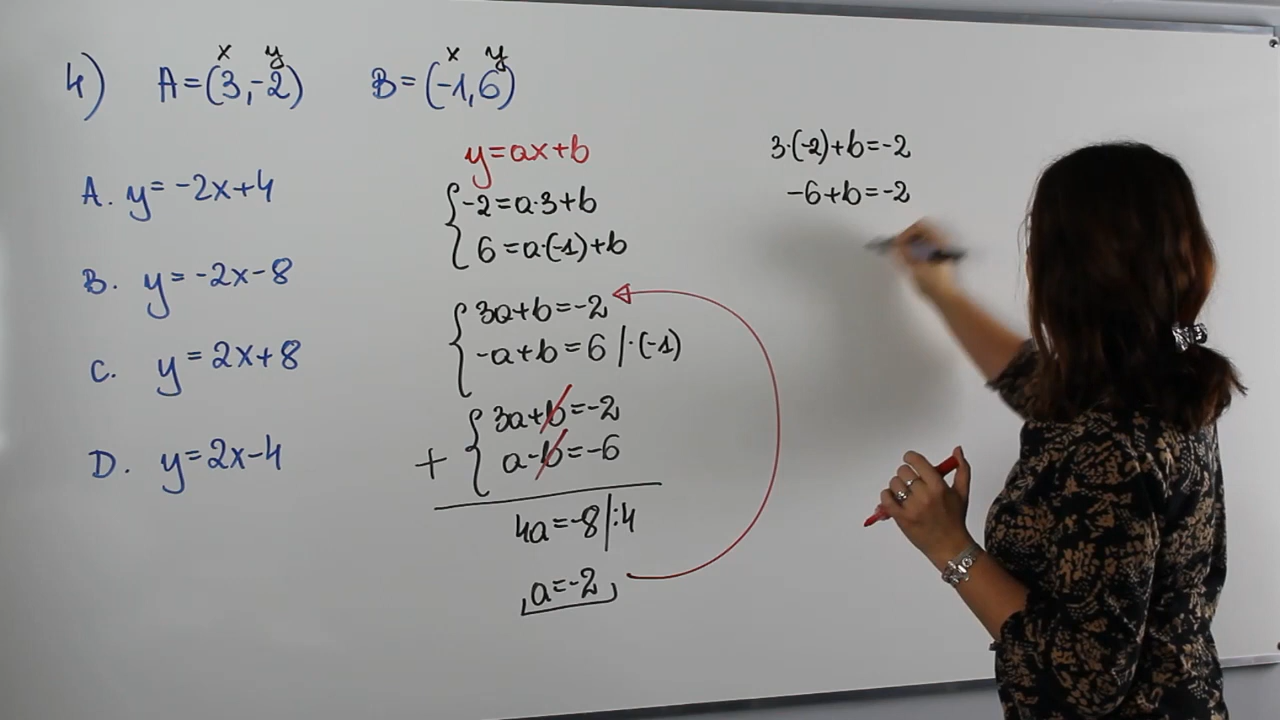 4) A=(3,-2) B=(-1,6)
x y x y
A. y=-2x+4
B. y=-2x-8
C. y=2x+8
D. y=2x-4
y=ax+b
-2=a·3+b
6=a·(-1)+b
3a+b=-2
-a+b=6 /·(-1)
3a+b=-2
+ a-b=-6
4a=-8/:4
a=-2
3·(-2)+b=-2
-6+b=-2